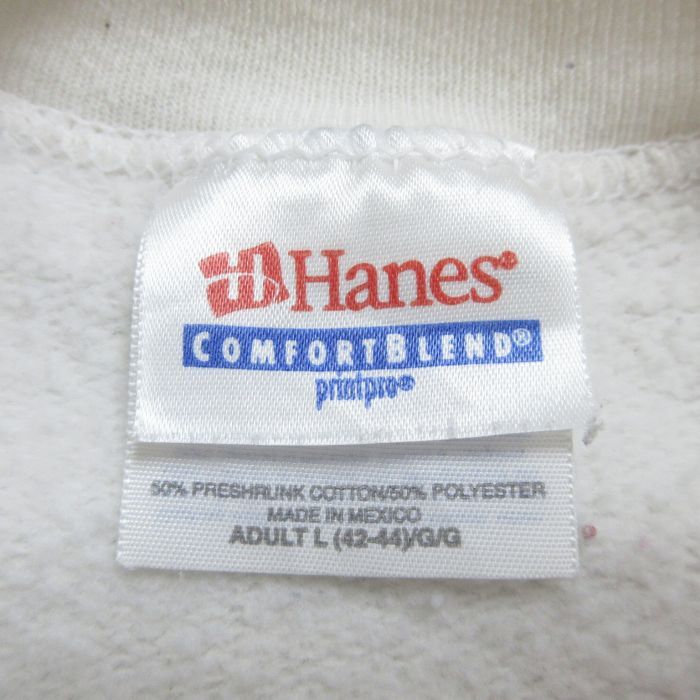 Hanes®
COMFORTBLEND®
printpro®
50% PRESHRUNK COTTON/50% POLYESTER
MADE IN MEXICO
ADULT L (42-44)/G/G